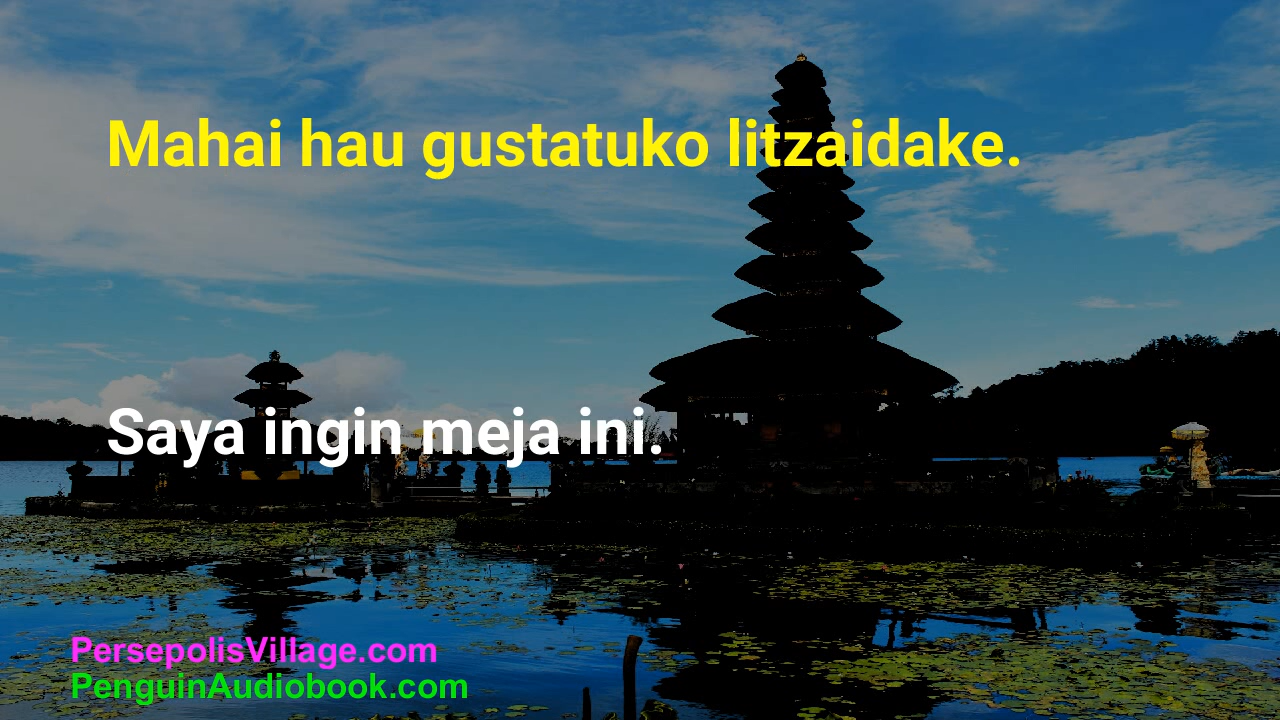 Mahai hau gustatuko litzaidake.
Saya ingin meja ini.
PersepolisVillage.com
PenguinAudiobook.com